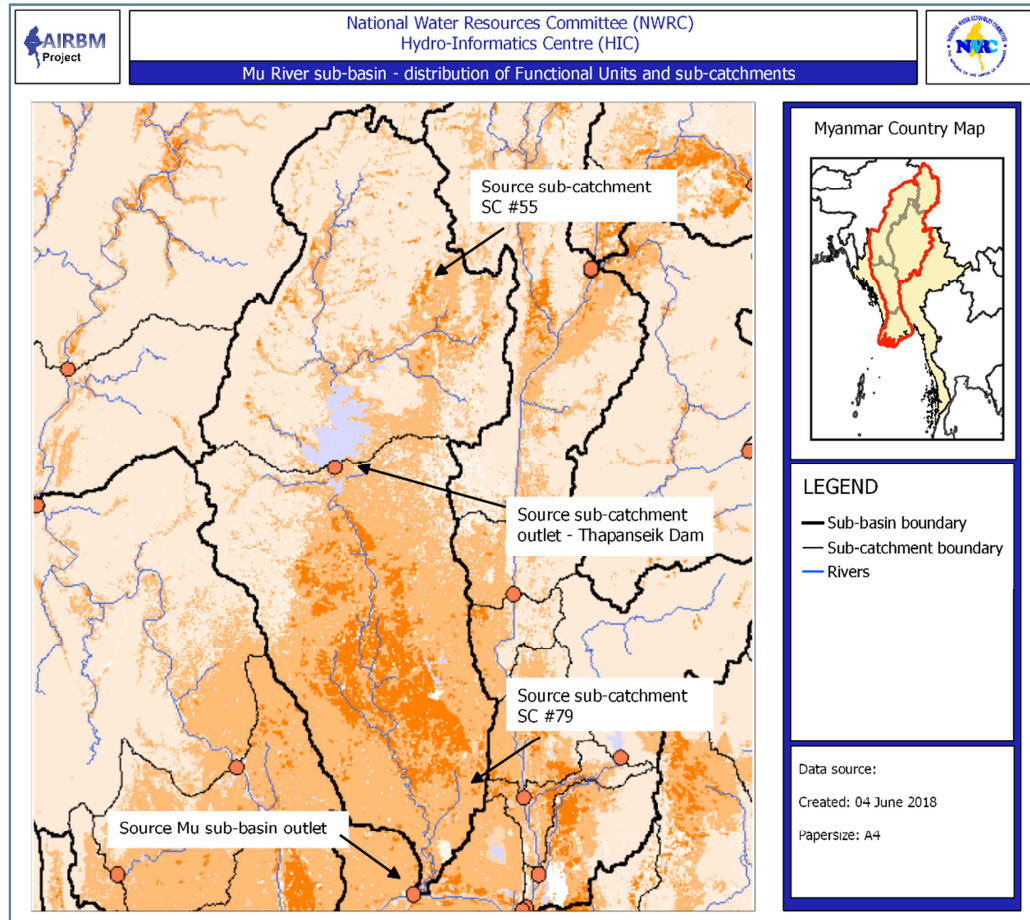 AIRBM
Project
National Water Resources Committee (NWRC)
Hydro-Informatics Centre (HIC)
Mu River sub-basin - distribution of Functional Units and sub-catchments
NWRC
Source sub-catchment
SC #55
Source sub-catchment
outlet - Thapanseik Dam
Source sub-catchment
SC #79
Source Mu sub-basin outlet
Myanmar Country Map
LEGEND
Sub-basin boundary
Sub-catchment boundary
Rivers
Data source:
Created: 04 June 2018
Papersize: A4